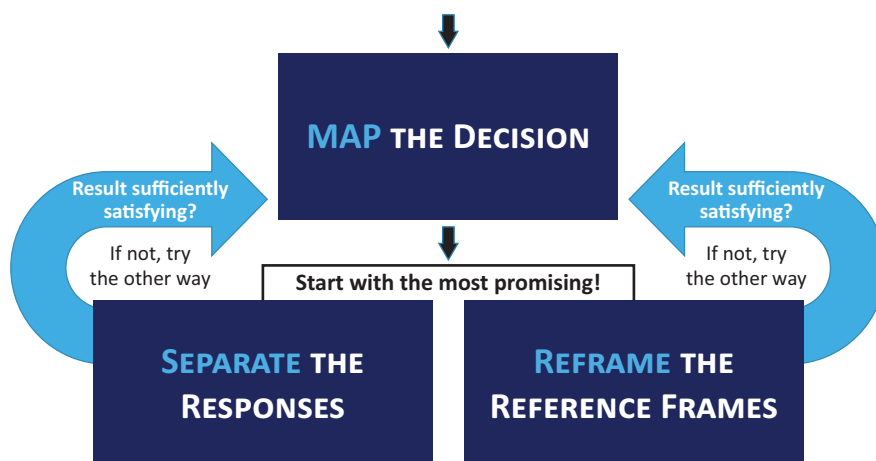 MAP THE DECISION
Result sufficiently
satisfying?
If not, try
the other way
Result sufficiently
satisfying?
If not, try
the other way
Start with the most promising!
SEPARATE THE
RESPONSES
REFRAME THE
REFERENCE FRAMES